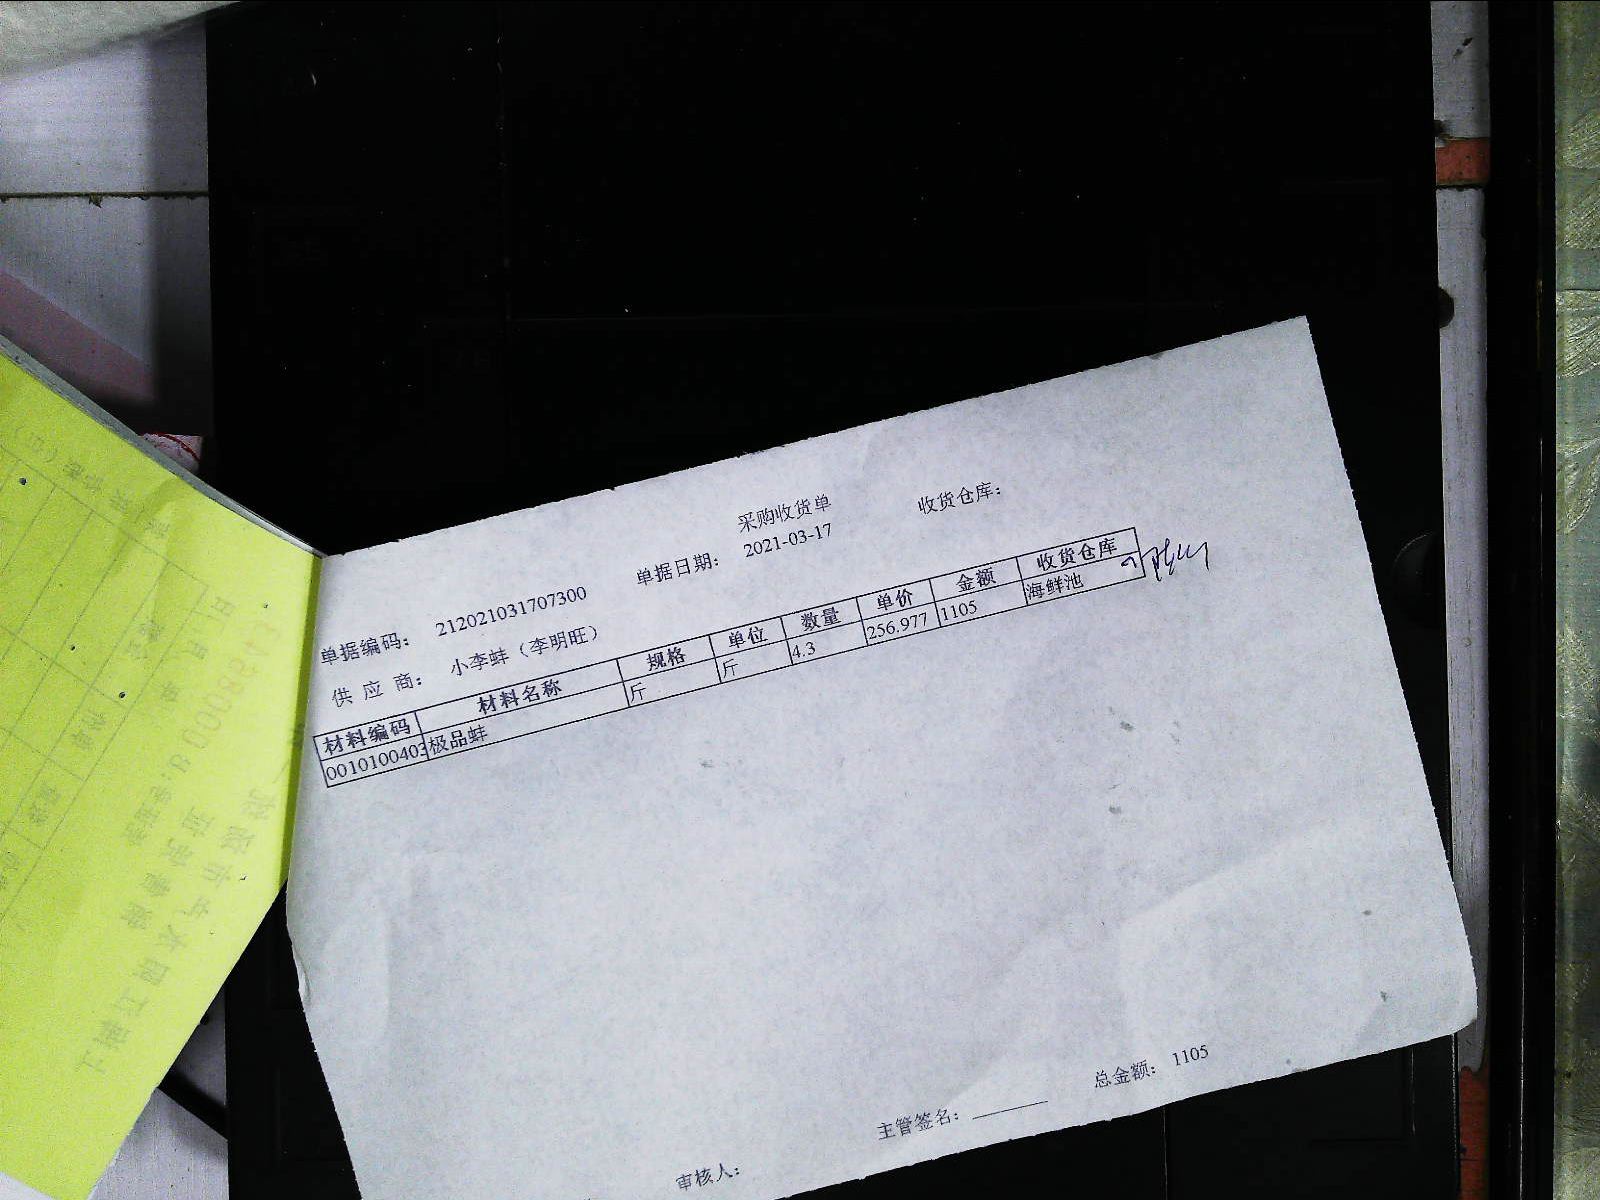 采购收货单
收货仓库：
单据编码： 212021031707300 单据日期： 2021-03-17
供 应 商： 小李蚌（李明旺）
材料编码 材料名称 规格 单位 数量 单价 金额 收货仓库
0010100403 极品蚌 斤 斤 4.3 256.977 1105 海鲜池
总金额： 1105
主管签名：
审核人：